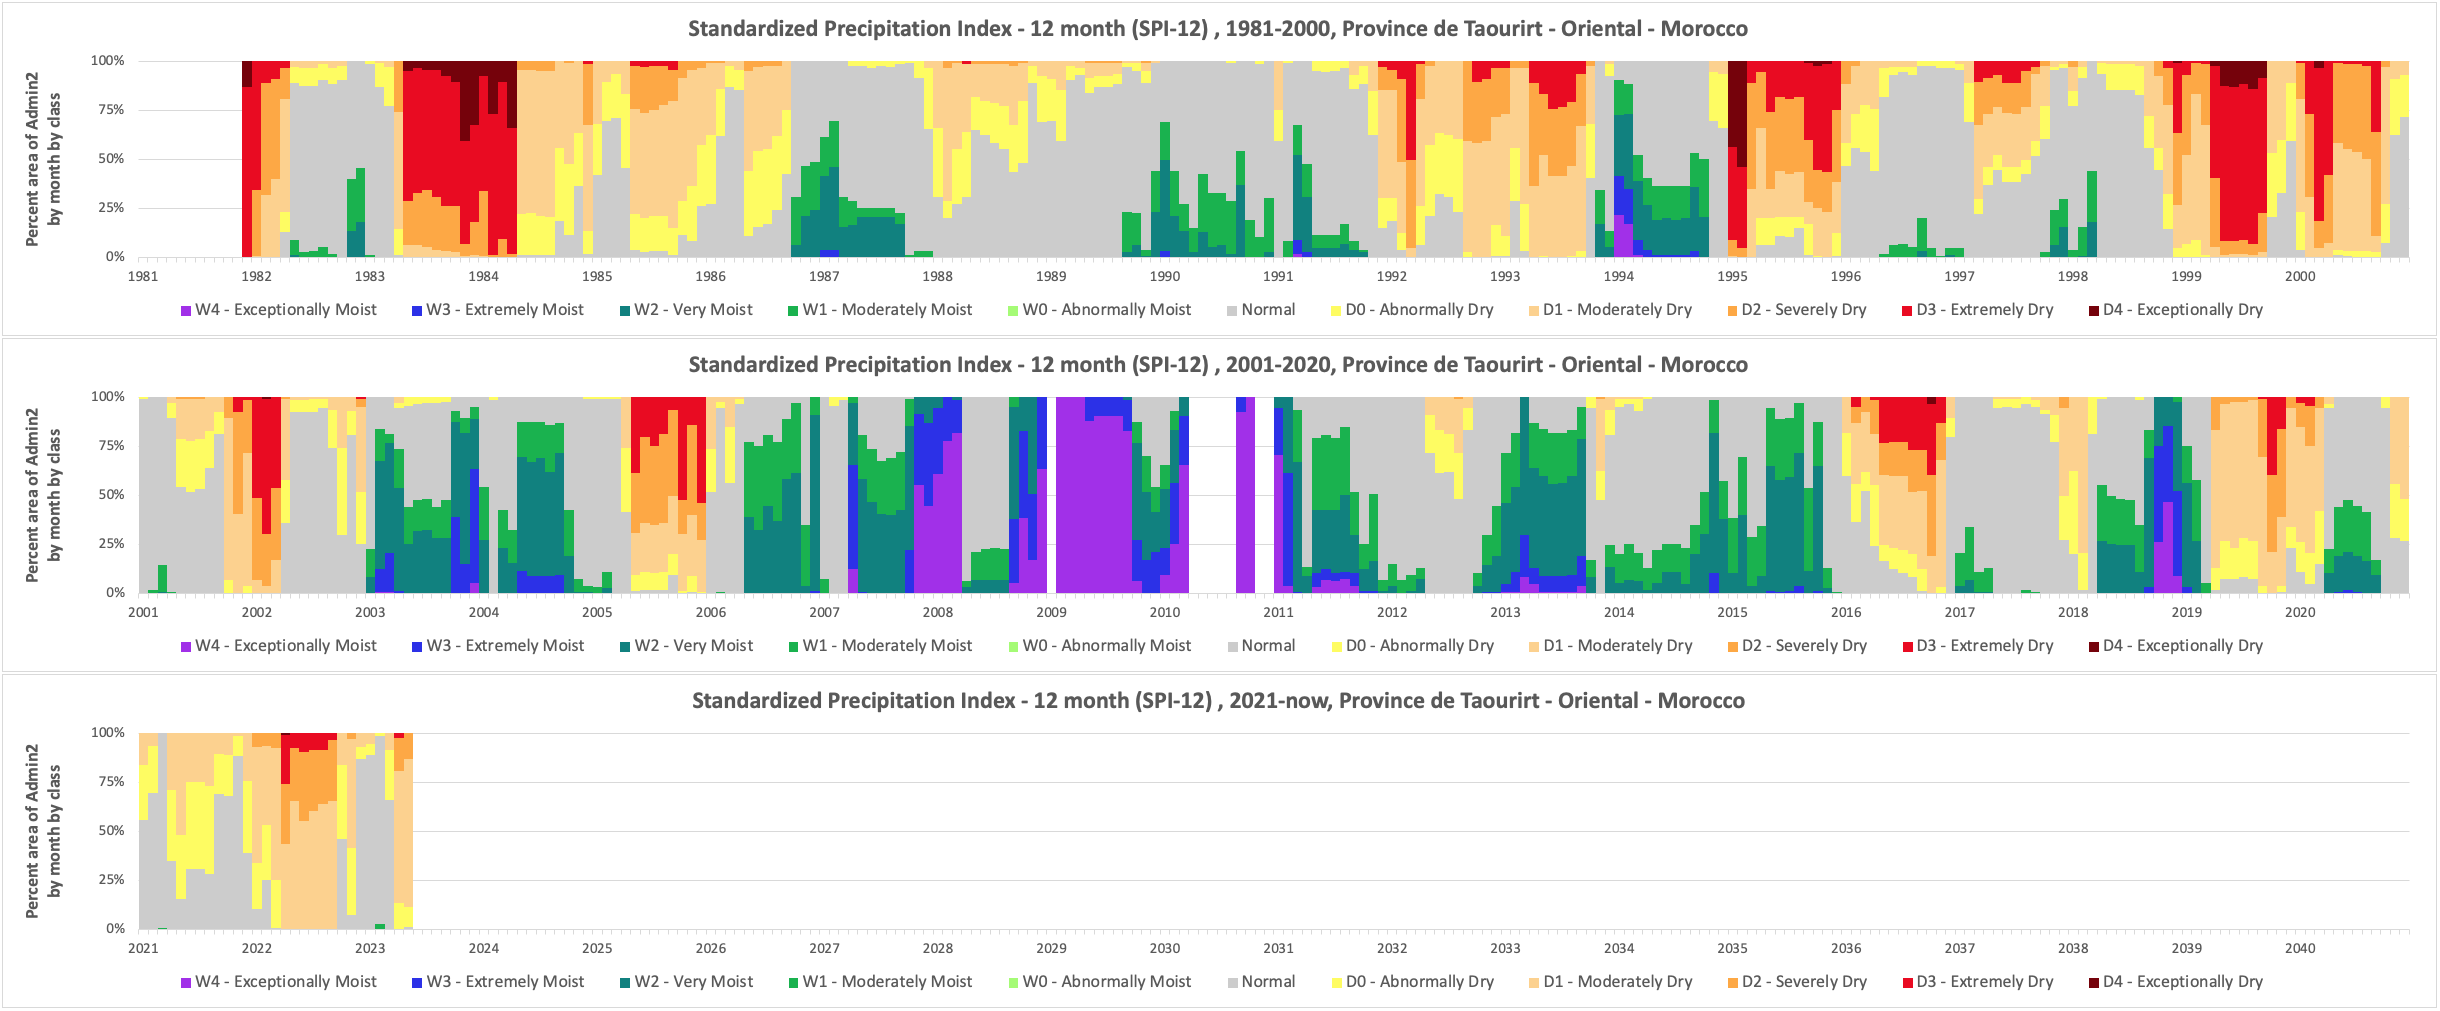 Standardized Precipitation Index - 12 month (SPI-12) , 1981-2000, Province de Taourirt - Oriental - Morocco
Percent area of Admin2
by month by class
100%
75%
50%
25%
0%
1981 1982 1983 1984 1985 1986 1987 1988 1989 1990 1991 1992 1993 1994 1995 1996 1997 1998 1999 2000
W4 - Exceptionally Moist W3 - Extremely Moist W2 - Very Moist W1 - Moderately Moist W0 - Abnormally Moist Normal D0 - Abnormally Dry D1 - Moderately Dry D2 - Severely Dry D3 - Extremely Dry D4 - Exceptionally Dry
Standardized Precipitation Index - 12 month (SPI-12) , 2001-2020, Province de Taourirt - Oriental - Morocco
Percent area of Admin2
by month by class
100%
75%
50%
25%
0%
2001 2002 2003 2004 2005 2006 2007 2008 2009 2010 2011 2012 2013 2014 2015 2016 2017 2018 2019 2020
W4 - Exceptionally Moist W3 - Extremely Moist W2 - Very Moist W1 - Moderately Moist W0 - Abnormally Moist Normal D0 - Abnormally Dry D1 - Moderately Dry D2 - Severely Dry D3 - Extremely Dry D4 - Exceptionally Dry
Standardized Precipitation Index - 12 month (SPI-12) , 2021-now, Province de Taourirt - Oriental - Morocco
Percent area of Admin2
by month by class
100%
75%
50%
25%
0%
2021 2022 2023 2024 2025 2026 2027 2028 2029 2030 2031 2032 2033 2034 2035 2036 2037 2038 2039 2040
W4 - Exceptionally Moist W3 - Extremely Moist W2 - Very Moist W1 - Moderately Moist W0 - Abnormally Moist Normal D0 - Abnormally Dry D1 - Moderately Dry D2 - Severely Dry D3 - Extremely Dry D4 - Exceptionally Dry